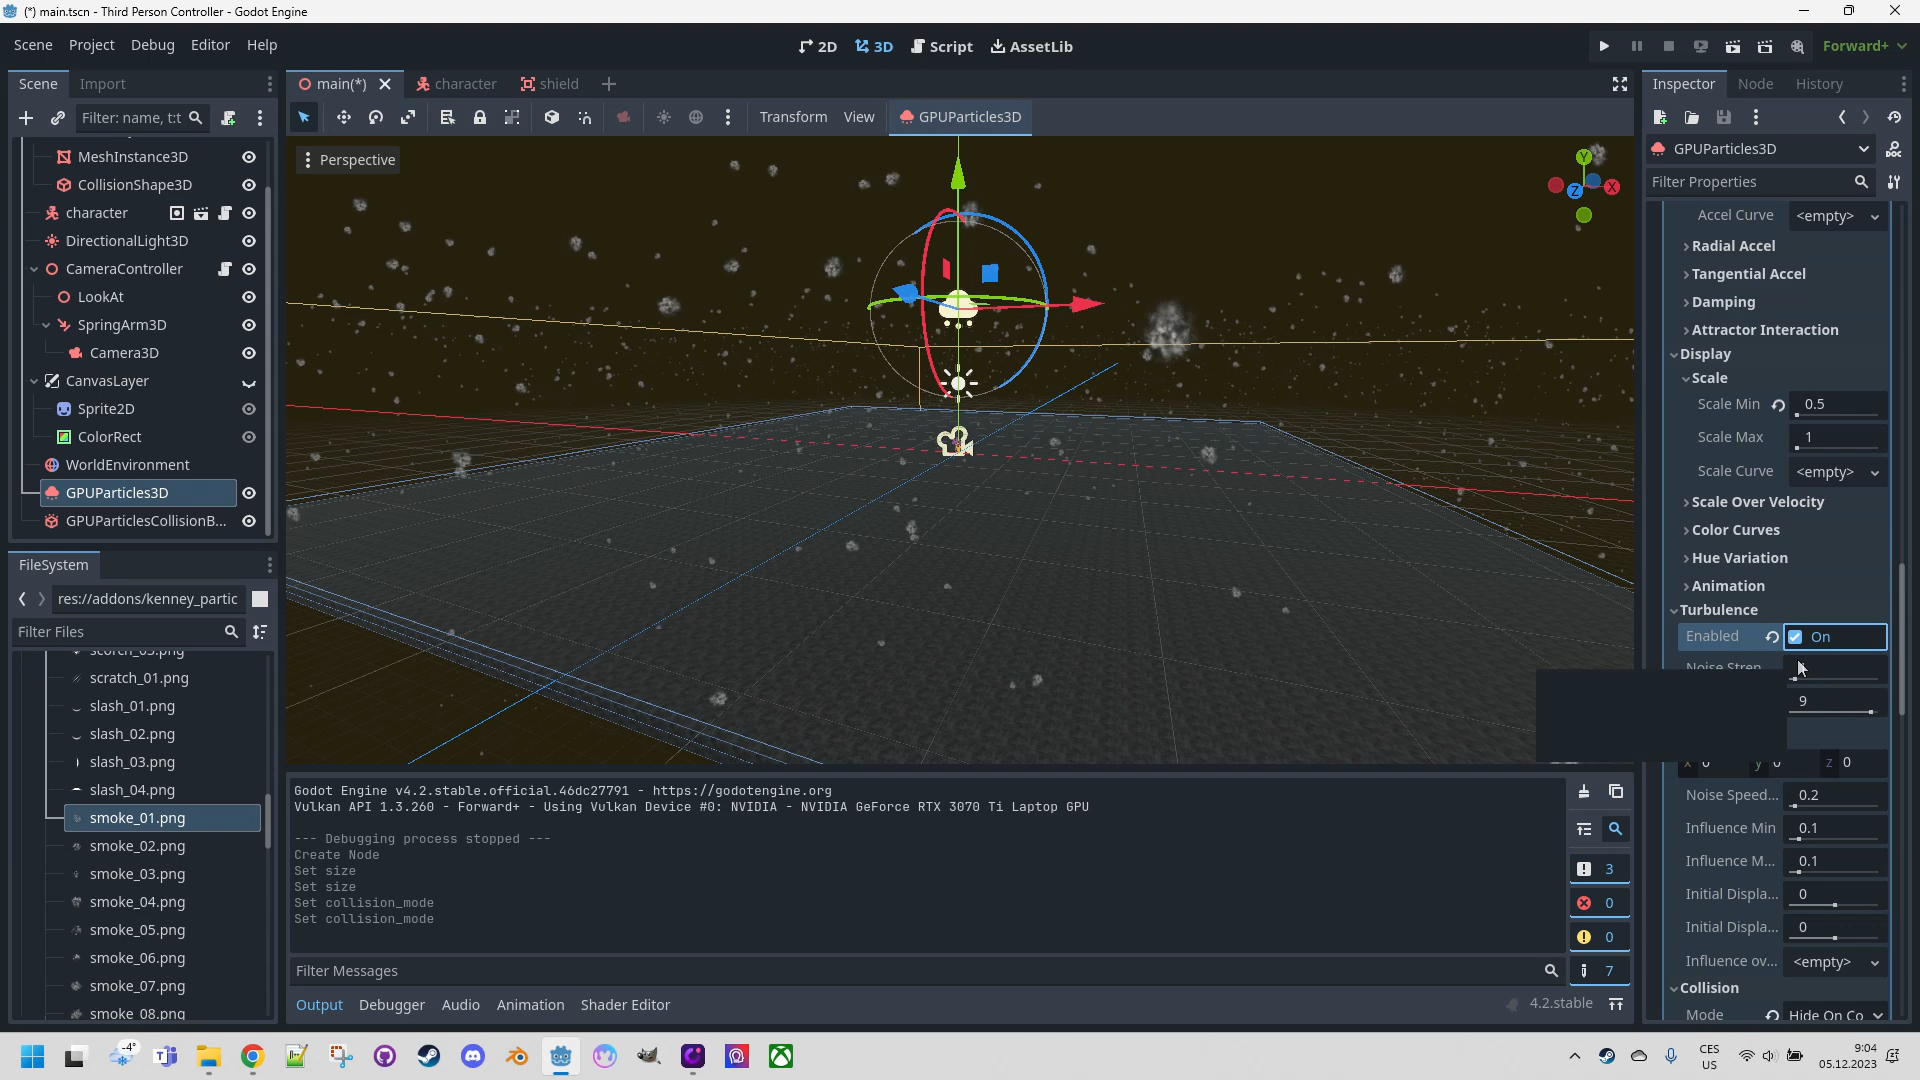 (*) main.tscn - Third Person Controller - Godot Engine
Scene Project Debug Editor Help
2D 3D Script AssetLib
Forward+
Scene Import
main(*) character shield
Inspector Node History
Filter: name, t:t
Transform View GPUParticles3D
GPUParticles3D
Filter Properties
Perspective
Y
X
Z
MeshInstance3D
CollisionShape3D
character
DirectionalLight3D
CameraController
LookAt
SpringArm3D
Camera3D
CanvasLayer
Sprite2D
ColorRect
WorldEnvironment
GPUParticles3D
GPUParticlesCollisionB...
FileSystem
res://addons/kenney_partic
Filter Files
scorch_03.png
scratch_01.png
slash_01.png
slash_02.png
slash_03.png
slash_04.png
smoke_01.png
smoke_02.png
smoke_03.png
smoke_04.png
smoke_05.png
smoke_06.png
smoke_07.png
smoke_08.png
Godot Engine v4.2.stable.official.46dc27791 - https://godotengine.org
Vulkan API 1.3.260 - Forward+ - Using Vulkan Device #0: NVIDIA - NVIDIA GeForce RTX 3070 Ti Laptop GPU
--- Debugging process stopped ---
Create Node
Set size
Set size
Set collision_mode
Set collision_mode
3
0
0
7
Filter Messages
Output Debugger Audio Animation Shader Editor
4.2.stable
Accel Curve <empty>
Radial Accel
Tangential Accel
Damping
Attractor Interaction
Display
Scale
Scale Min 0.5
Scale Max 1
Scale Curve <empty>
Scale Over Velocity
Color Curves
Hue Variation
Animation
Turbulence
Enabled On
Noise Stren
9
x 0 y 0 z 0
Noise Speed... 0.2
Influence Min 0.1
Influence M... 0.1
Initial Displa... 0
Initial Displa... 0
Influence ov... <empty>
Collision
Mode Hide On Co
-4°
CES
US
9:04
05.12.2023